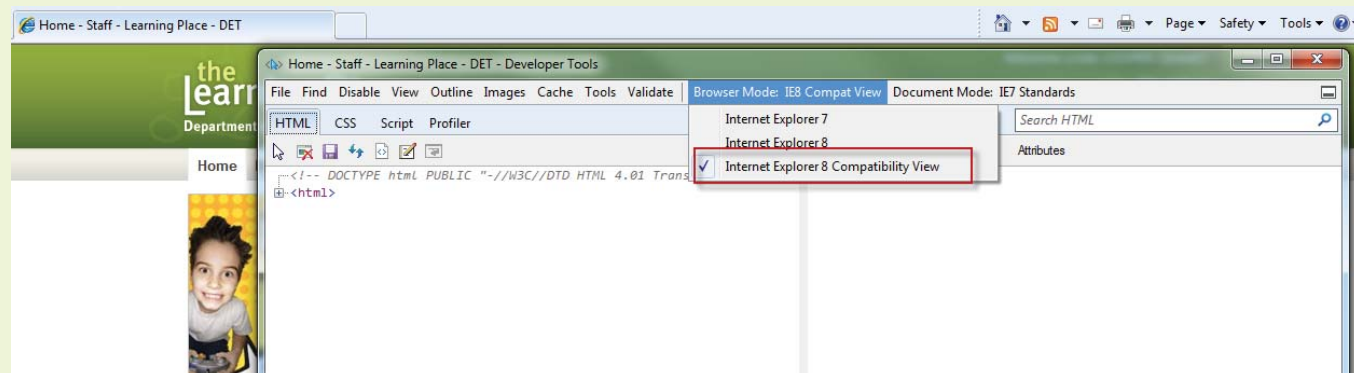 Home - Staff - Learning Place - DET
Page Safety Tools
the
Learn
Department
Home - Staff - Learning Place - DET - Developer Tools
File Find Disable View Outline Images Cache Tools Validate Browser Mode: IE8 Compat View Document Mode: IE7 Standards
HTML CSS Script Profiler
Search HTML
Internet Explorer 7
Internet Explorer 8
Internet Explorer 8 Compatibility View
Attributes
Home
<!-- DOCTYPE html PUBLIC "-//W3C//DTD HTML 4.01 Trans
<html>